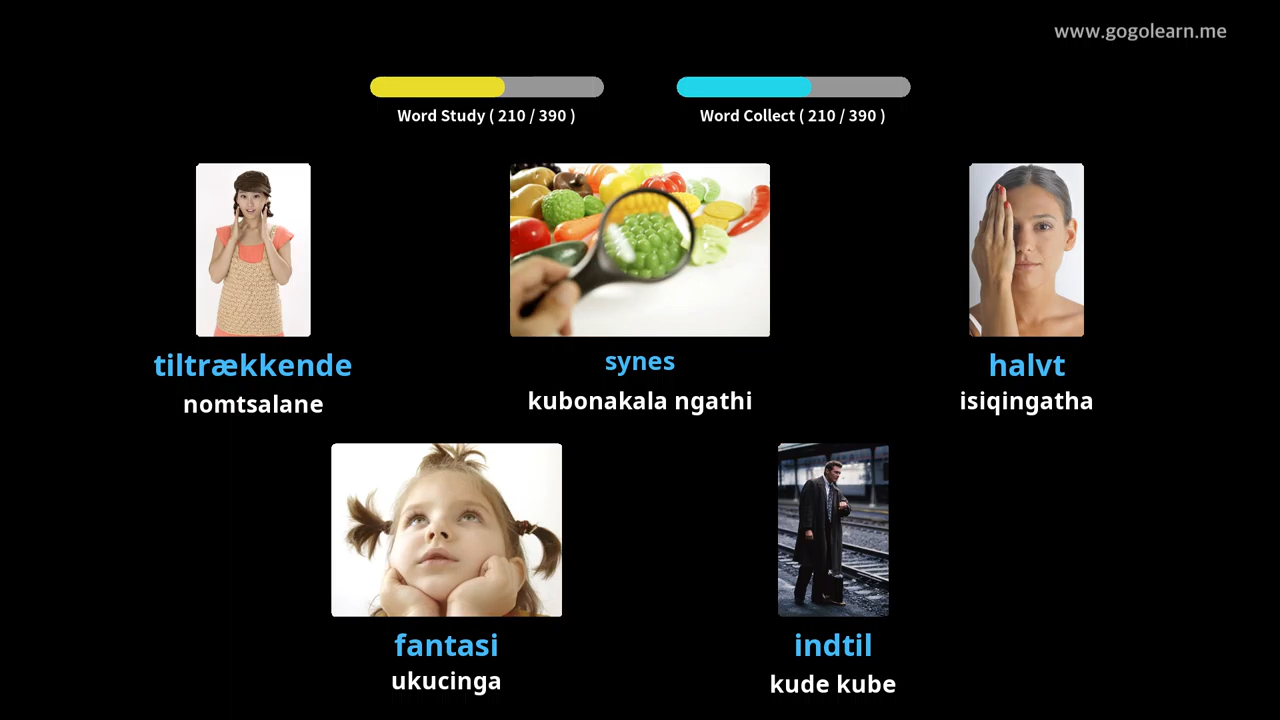 www.gogolearn.me
Word Study ( 210 / 390 )
Word Collect ( 210 / 390 )
tiltrækkende
nomtsalane
synes
kubonakala ngathi
halvt
isiqingatha
fantasi
ukucinga
indtil
kude kube